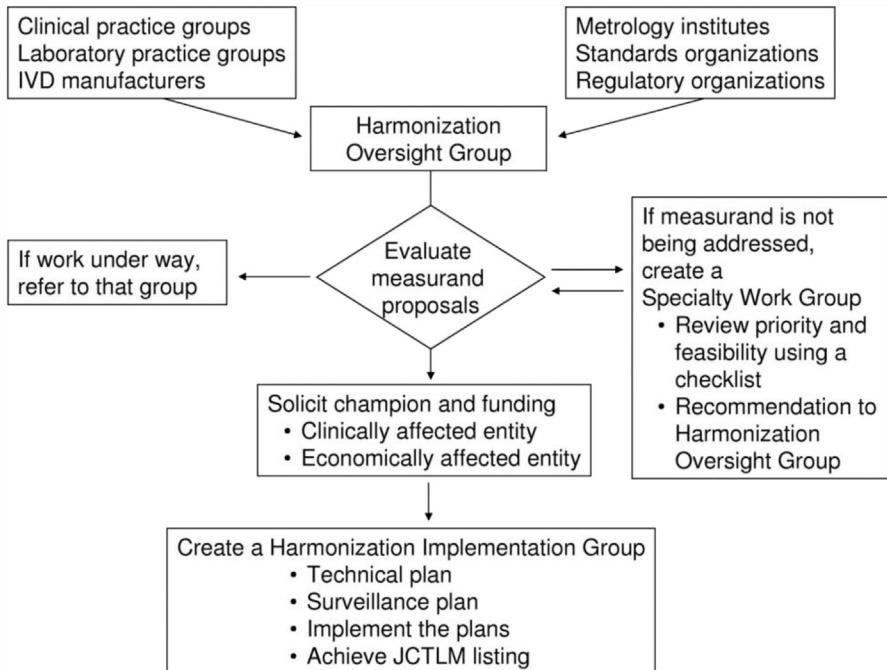 Clinical practice groups
Laboratory practice groups
IVD manufacturers
Metrology institutes
Standards organizations
Regulatory organizations
Harmonization
Oversight Group
If work under way,
refer to that group
Evaluate
measurand
proposals
If measurand is not
being addressed,
create a
Specialty Work Group
• Review priority and
feasibility using a
checklist
• Recommendation to
Harmonization
Oversight Group
Solicit champion and funding
• Clinically affected entity
• Economically affected entity
Create a Harmonization Implementation Group
• Technical plan
• Surveillance plan
• Implement the plans
• Achieve JCTLM listing